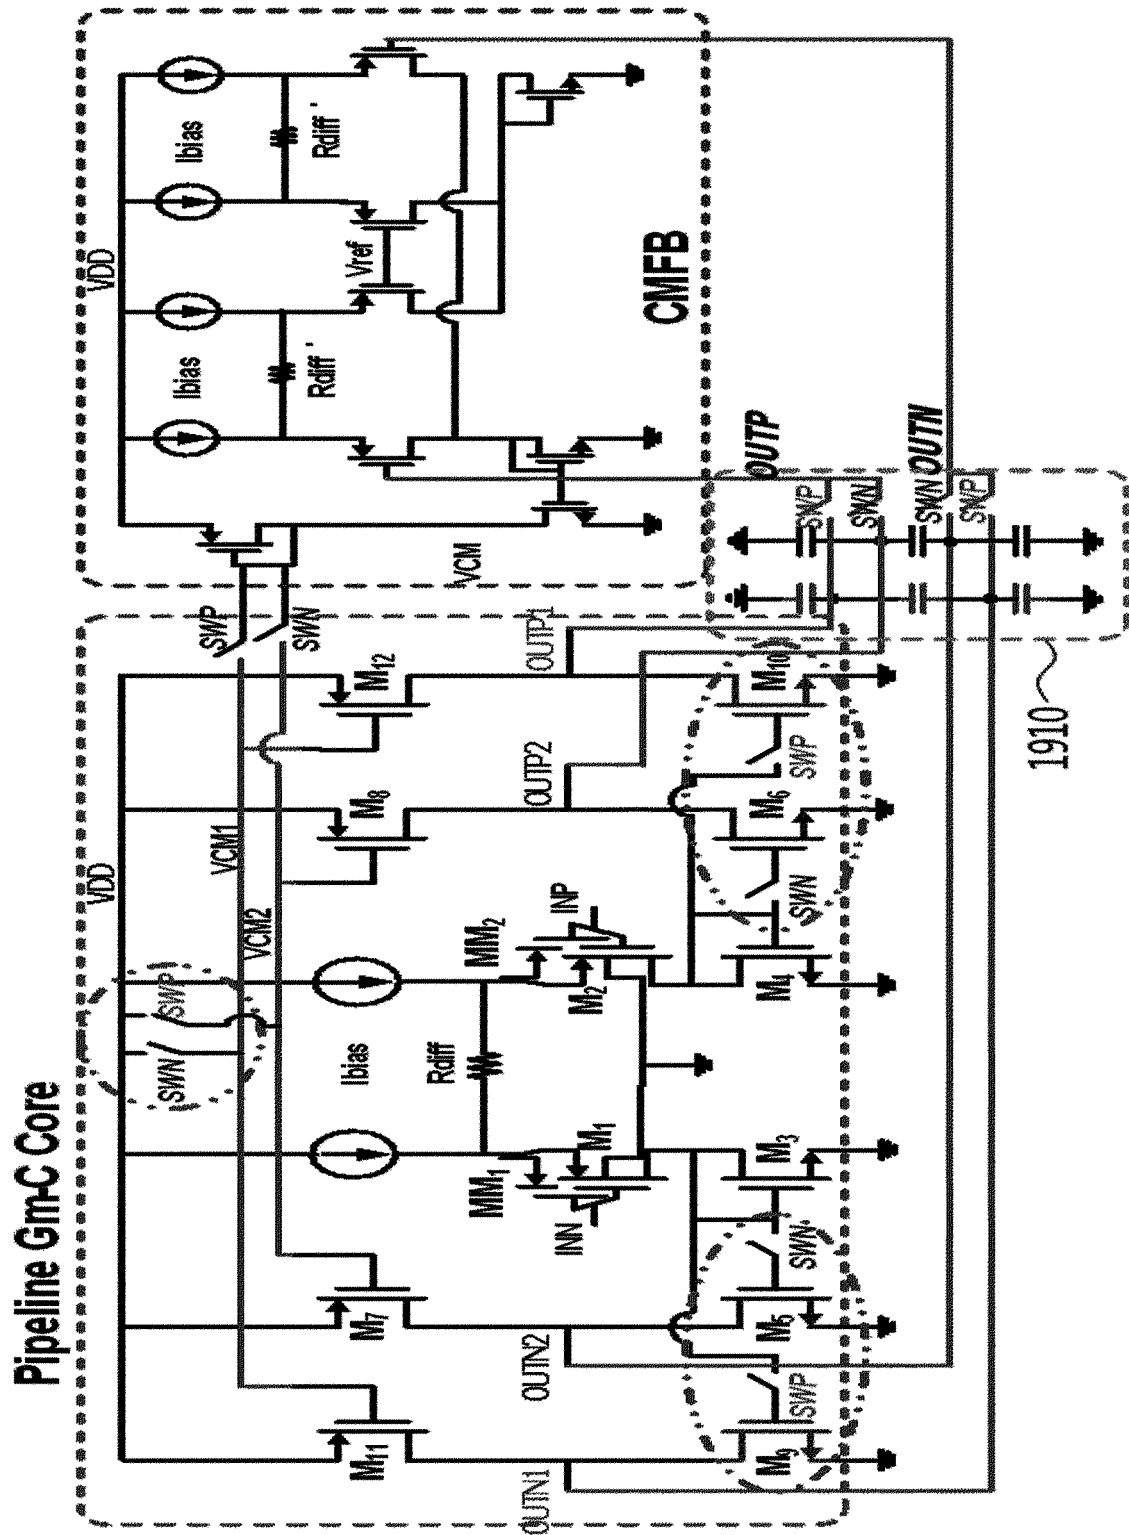 Pipeline Gm-C Core
VDD
VDD
Ibias
Ibias
Rdiff'
Rdiff'
Vref
CMFB
VCM
SWP
SWN
VCM1
VCM2
SWP
SWN
Ibias
Rdiff
M12
M8
M7
M11
MM2
INP
M2
MM1
INN
M1
OUTP1
OUTP2
OUTN2
OUTN1
M10
SWP
M6
SWN
M4
M3
SWN
M5
SWP
M9
OUTP
OUTN
SWP
SWN
SWN
SWP
1910